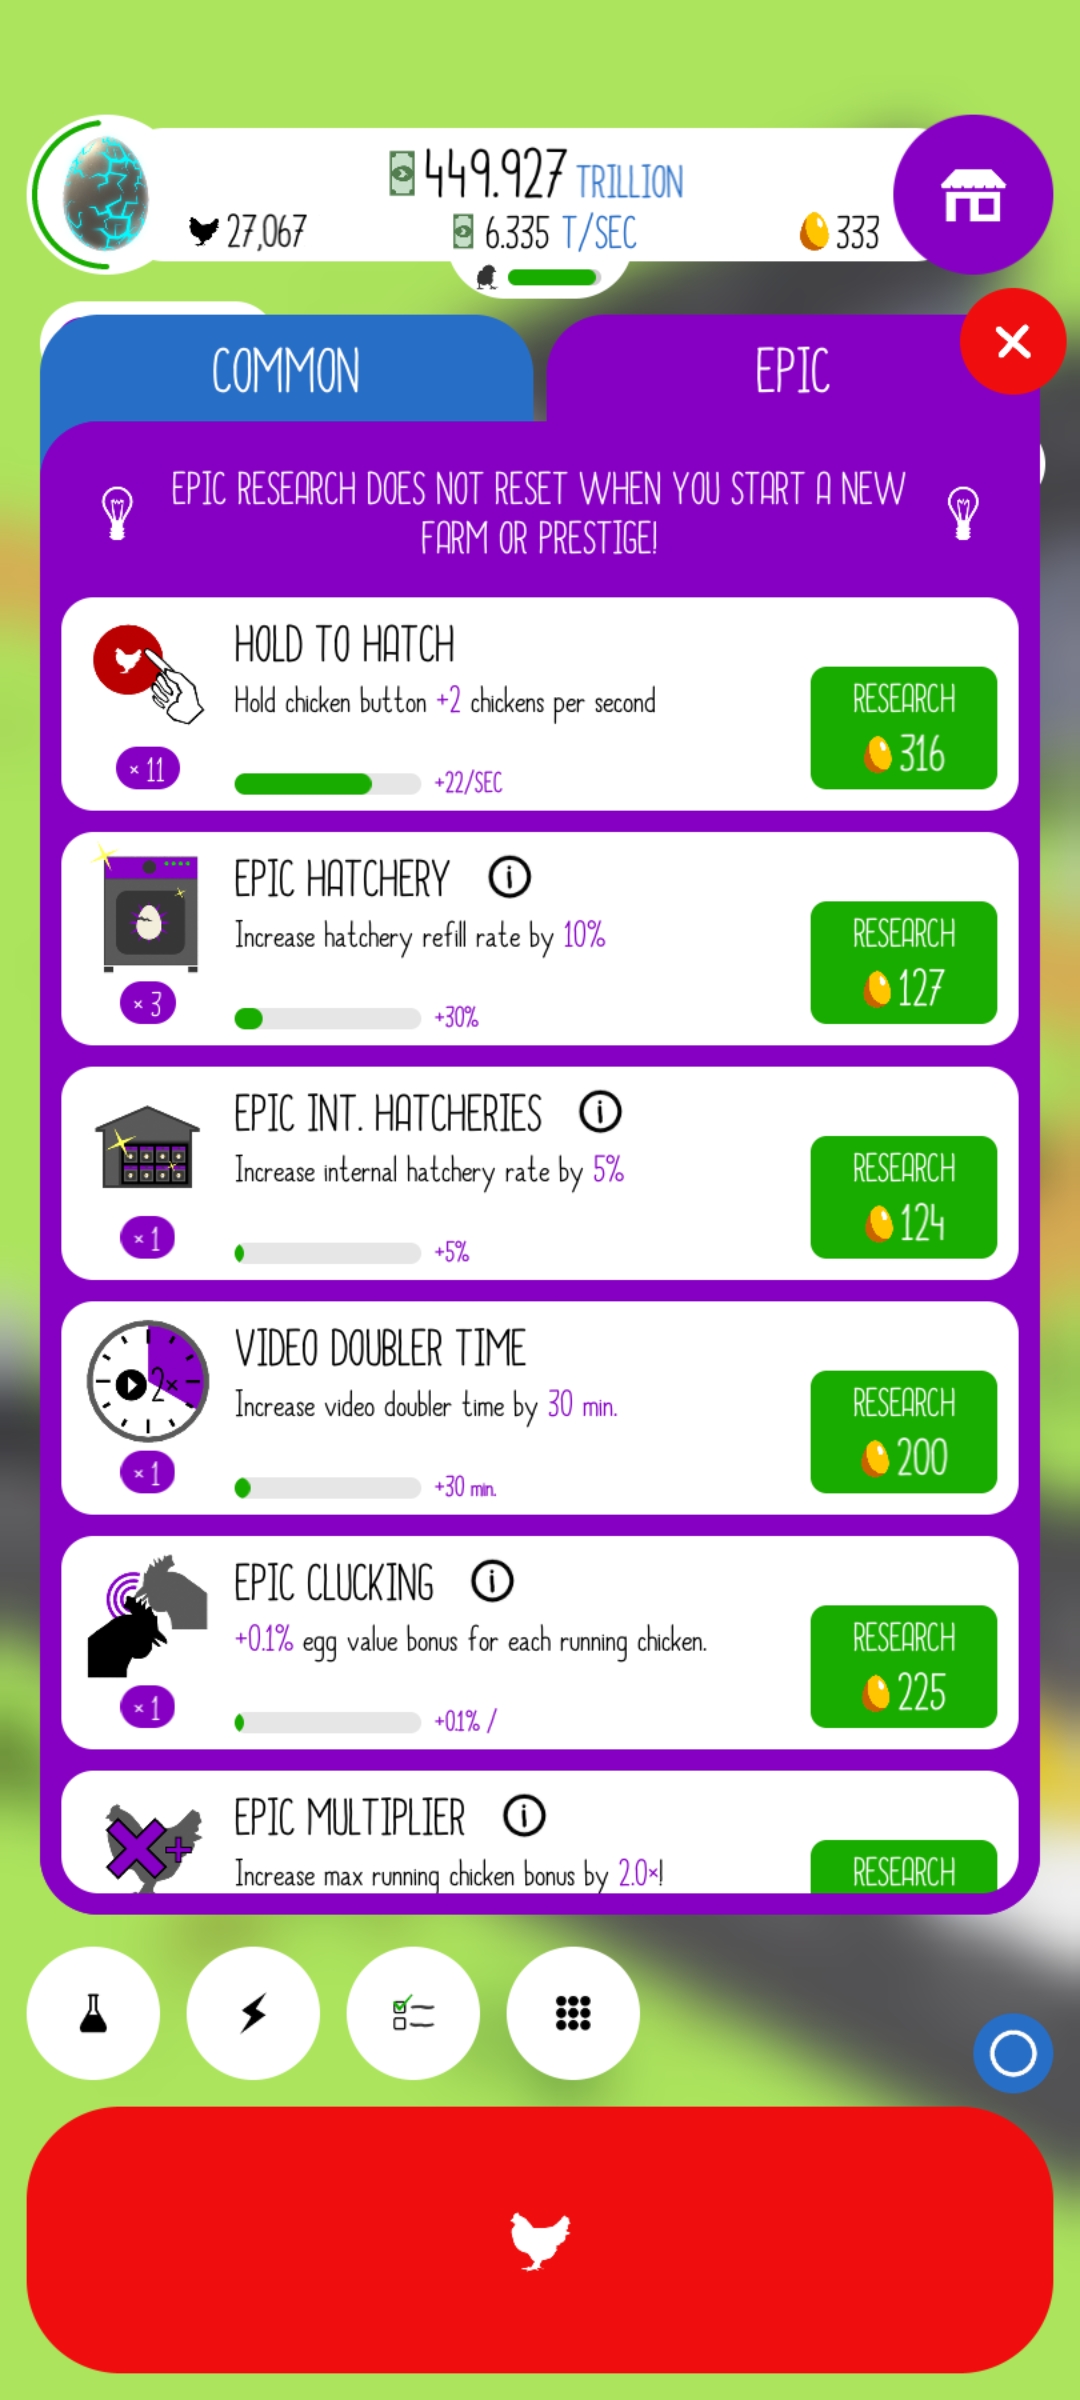 449.927 TRILLION
27,067
6.335 T/SEC
333
COMMON
EPIC
EPIC RESEARCH DOES NOT RESET WHEN YOU START A NEW
FARM OR PRESTIGE!
HOLD TO HATCH
Hold chicken button +2 chickens per second
× 11
+22/SEC
RESEARCH
316
EPIC HATCHERY
Increase hatchery refill rate by 10%
× 3
+30%
RESEARCH
127
EPIC INT. HATCHERIES
Increase internal hatchery rate by 5%
× 1
+5%
RESEARCH
124
VIDEO DOUBLER TIME
2×
Increase video doubler time by 30 min.
× 1
+30 min.
RESEARCH
200
EPIC CLUCKING
+0.1% egg value bonus for each running chicken.
× 1
+0.1% /
RESEARCH
225
EPIC MULTIPLIER
Increase max running chicken bonus by 2.0×!
RESEARCH